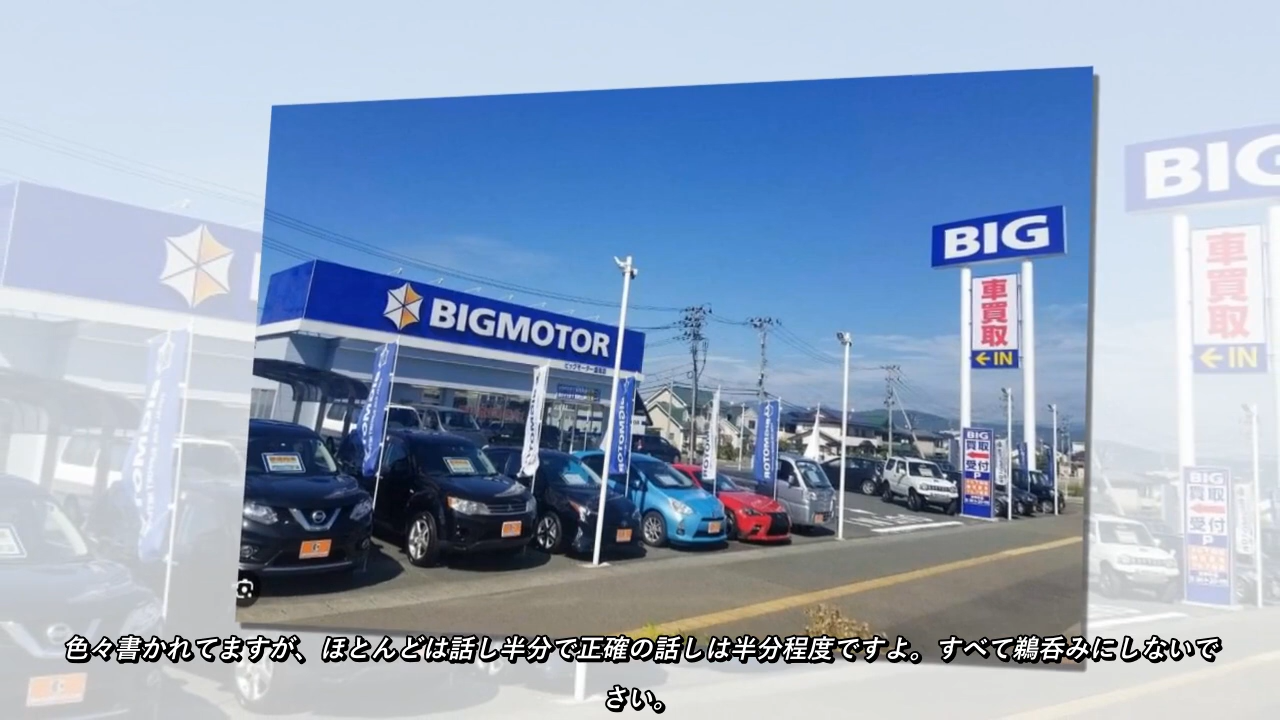 BIG
車買取
←IN
BIGMOTOR
BIG
買取
受付
P
BIG
車買取
←IN
BIG
買取
受付
P
色々書かれてますが、ほとんどは話し半分で正確の話しは半分程度ですよ。すべて鵜呑みにしないで
さい。